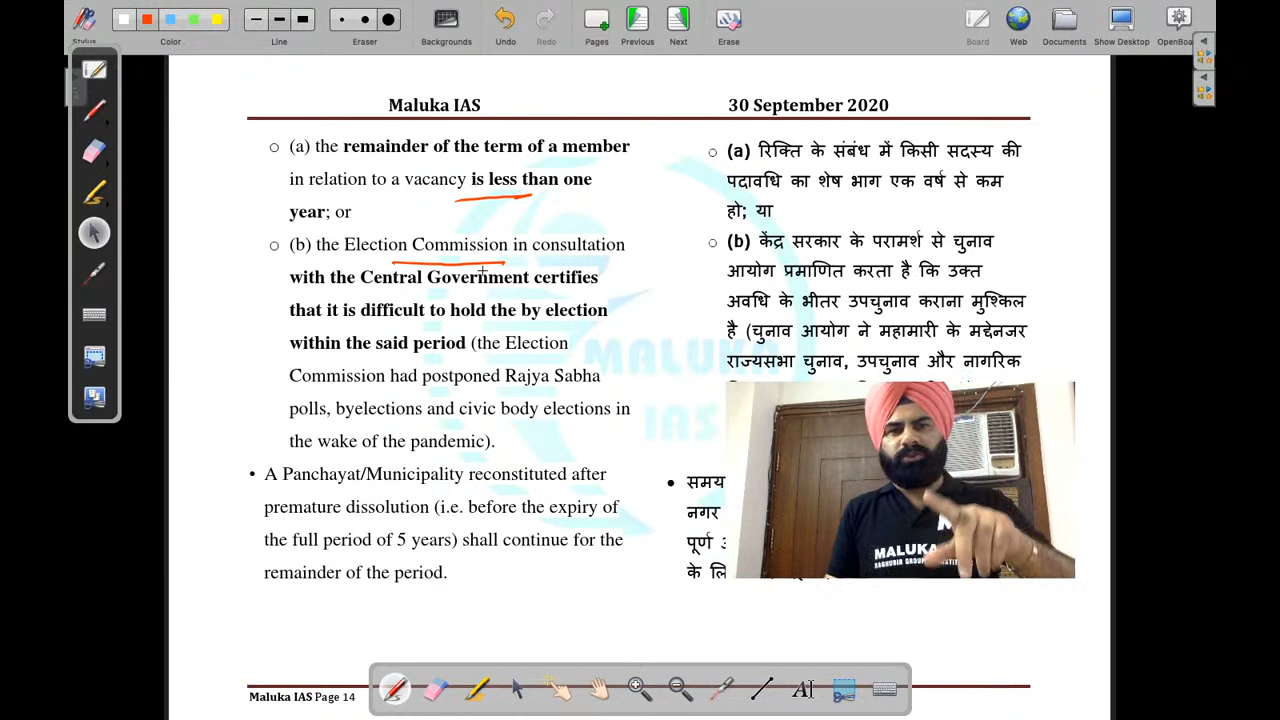 Stylus
Color
Line
Eraser
Backgrounds
Undo
Redo
Pages
Previous
Next
Erase
Board
Web
Documents
Show Desktop
OpenBoa
Maluka IAS
30 September 2020
(a) the remainder of the term of a member
in relation to a vacancy is less than one
year; or
(b) the Election Commission in consultation
with the Central Government certifies
that it is difficult to hold the by election
within the said period (the Election
Commission had postponed Rajya Sabha
polls, byelections and civic body elections in
the wake of the pandemic).
• A Panchayat/Municipality reconstituted after
premature dissolution (i.e. before the expiry of
the full period of 5 years) shall continue for the
remainder of the period.
(a) रिक्ति के संबंध में किसी सदस्य की
पदावधि का शेष भाग एक वर्ष से कम
हो; या
(b) केंद्र सरकार के परामर्श से चुनाव
आयोग प्रमाणित करता है कि उक्त
अवधि के भीतर उपचुनाव कराना मुश्किल
है (चुनाव आयोग ने महामारी के मद्देनजर
राज्यसभा चुनाव, उपचुनाव और नागरिक
• समय
नगर
पूर्ण
के लि
MALUKA
IAS
MALUKA
Maluka IAS Page 14